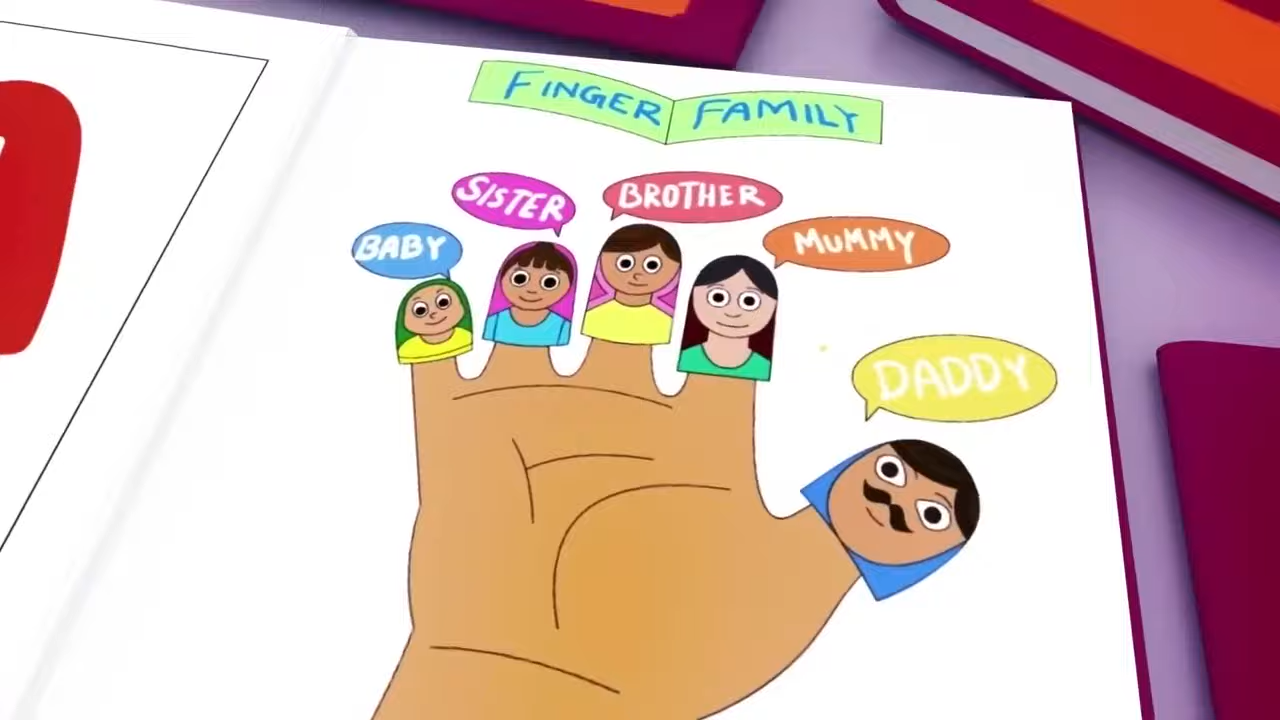 FINGER FAMILY
SISTER
BROTHER
BABY
MUMMY
DADDY